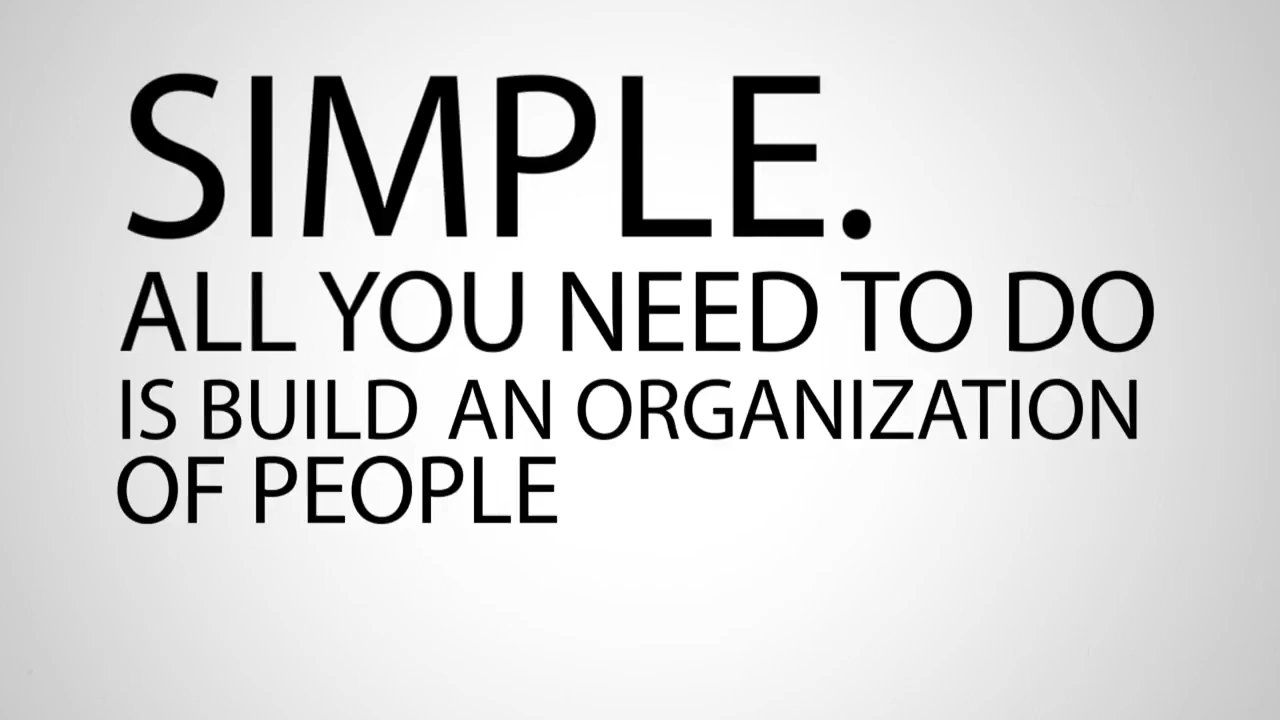 SIMPLE.
ALL YOU NEED TO DO
IS BUILD AN ORGANIZATION
OF PEOPLE